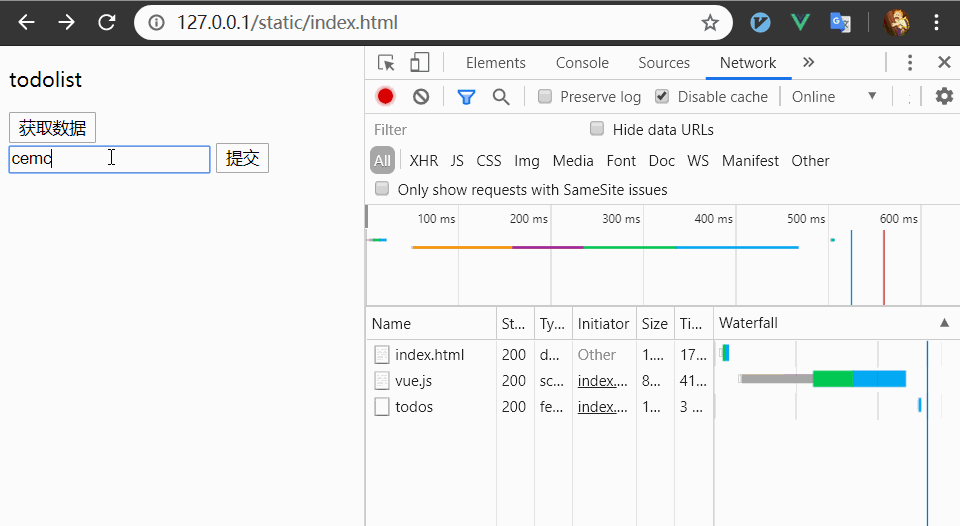 127.0.0.1/static/index.html
todolist
获取数据
cemc
提交
Elements Console Sources Network »
Preserve log Disable cache Online
Filter Hide data URLs
All XHR JS CSS Img Media Font Doc WS Manifest Other
Only show requests with SameSite issues
100 ms 200 ms 300 ms 400 ms 500 ms 600 ms
Name St... Ty... Initiator Size Ti... Waterfall
index.html 200 d... Other 1.... 17...
vue.js 200 sc... index.... 8... 41...
todos 200 fe... index.... 1... 3 ...